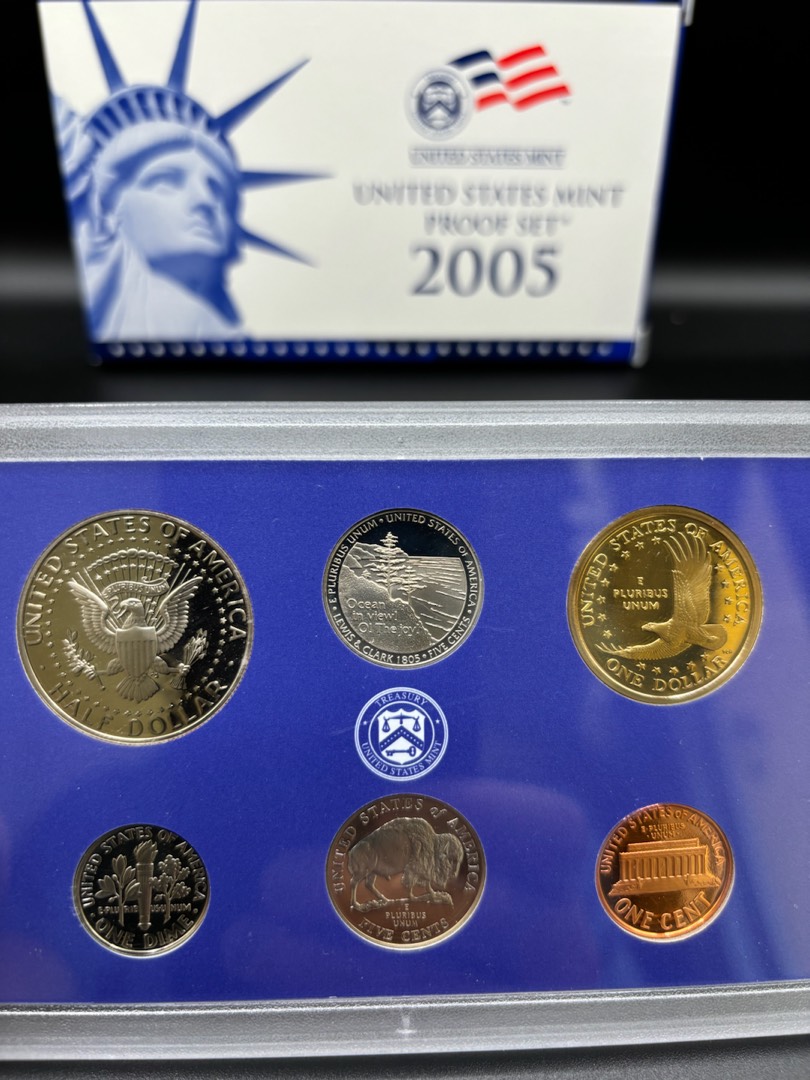 UNITED STATES MINT
UNITED STATES MINT
PROOF SET™
2005
UNITED STATES OF AMERICA
HALF DOLLAR
E PLURIBUS UNUM • UNITED STATES OF AMERICA
Ocean
in view!
O! The joy!
LEWIS & CLARK 1805 • FIVE CENTS
UNITED STATES OF AMERICA
E
PLURIBUS
UNUM
ONE DOLLAR
TREASURY
UNITED STATES MINT
UNITED STATES OF AMERICA
E PLURIBUS UNUM
ONE DIME
UNITED STATES OF AMERICA
E
PLURIBUS
UNUM
FIVE CENTS
UNITED STATES OF AMERICA
E PLURIBUS
UNUM
ONE CENT